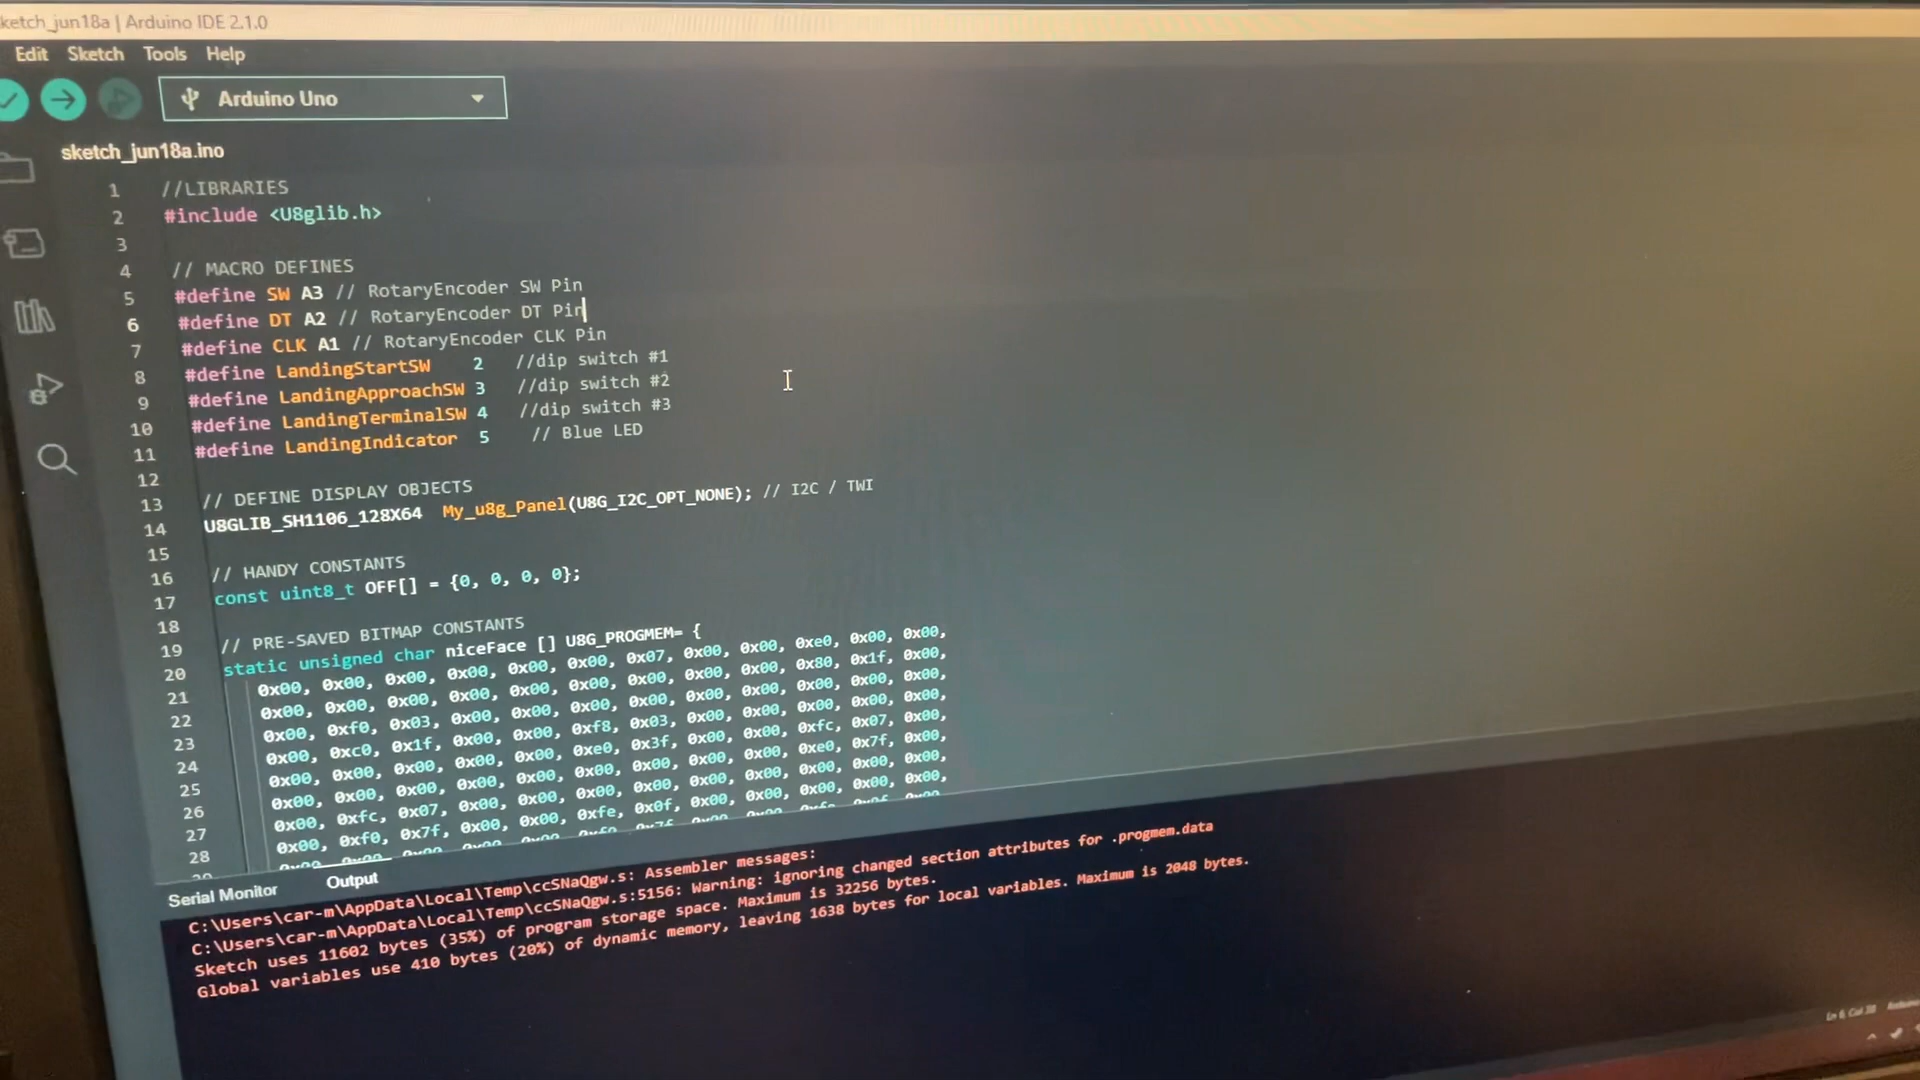 ketch_jun18a | Arduino IDE 2.1.0
Edit Sketch Tools Help
Arduino Uno
sketch_jun18a.ino
1 //LIBRARIES
2 #include <U8glib.h>
3
4 // MACRO DEFINES
5 #define SW A3 // RotaryEncoder SW Pin
6 #define DT A2 // RotaryEncoder DT Pin
7 #define CLK A1 // RotaryEncoder CLK Pin
8 #define LandingStartSW 2 //dip switch #1
9 #define LandingApproachSW 3 //dip switch #2
10 #define LandingTerminalSW 4 //dip switch #3
11 #define LandingIndicator 5 // Blue LED
12
13 // DEFINE DISPLAY OBJECTS
14 U8GLIB_SH1106_128X64 My_u8g_Panel(U8G_I2C_OPT_NONE); // I2C / TWI
15
16 // HANDY CONSTANTS
17 const uint8_t OFF[] = {0, 0, 0, 0};
18
19 // PRE-SAVED BITMAP CONSTANTS
20 static unsigned char niceFace [] U8G_PROGMEM= {
21 0x00, 0x00, 0x00, 0x00, 0x00, 0x00, 0x07, 0x00, 0x00, 0xe0, 0x00, 0x00,
22 0x00, 0x00, 0x00, 0x00, 0x00, 0x00, 0x00, 0x00, 0x00, 0x80, 0x1f, 0x00,
23 0x00, 0xf0, 0x03, 0x00, 0x00, 0x00, 0x00, 0x00, 0x00, 0x00, 0x00, 0x00,
24 0x00, 0xc0, 0x1f, 0x00, 0x00, 0xf8, 0x03, 0x00, 0x00, 0x00, 0x00, 0x00,
25 0x00, 0x00, 0x00, 0x00, 0x00, 0xe0, 0x3f, 0x00, 0x00, 0xfc, 0x07, 0x00,
26 0x00, 0x00, 0x00, 0x00, 0x00, 0x00, 0x00, 0x00, 0x00, 0xe0, 0x7f, 0x00,
27 0x00, 0xfc, 0x07, 0x00, 0x00, 0x00, 0x00, 0x00, 0x00, 0x00, 0x00, 0x00,
28 0x00, 0xf0, 0x7f, 0x00, 0x00, 0xfe, 0x0f, 0x00, 0x00, 0x00, 0x00, 0x00,
Serial Monitor Output
C:\Users\car-m\AppData\Local\Temp\ccSNaQgw.s: Assembler messages:
C:\Users\car-m\AppData\Local\Temp\ccSNaQgw.s:5156: Warning: ignoring changed section attributes for .progmem.data
Sketch uses 11602 bytes (35%) of program storage space. Maximum is 32256 bytes.
Global variables use 410 bytes (20%) of dynamic memory, leaving 1638 bytes for local variables. Maximum is 2048 bytes.